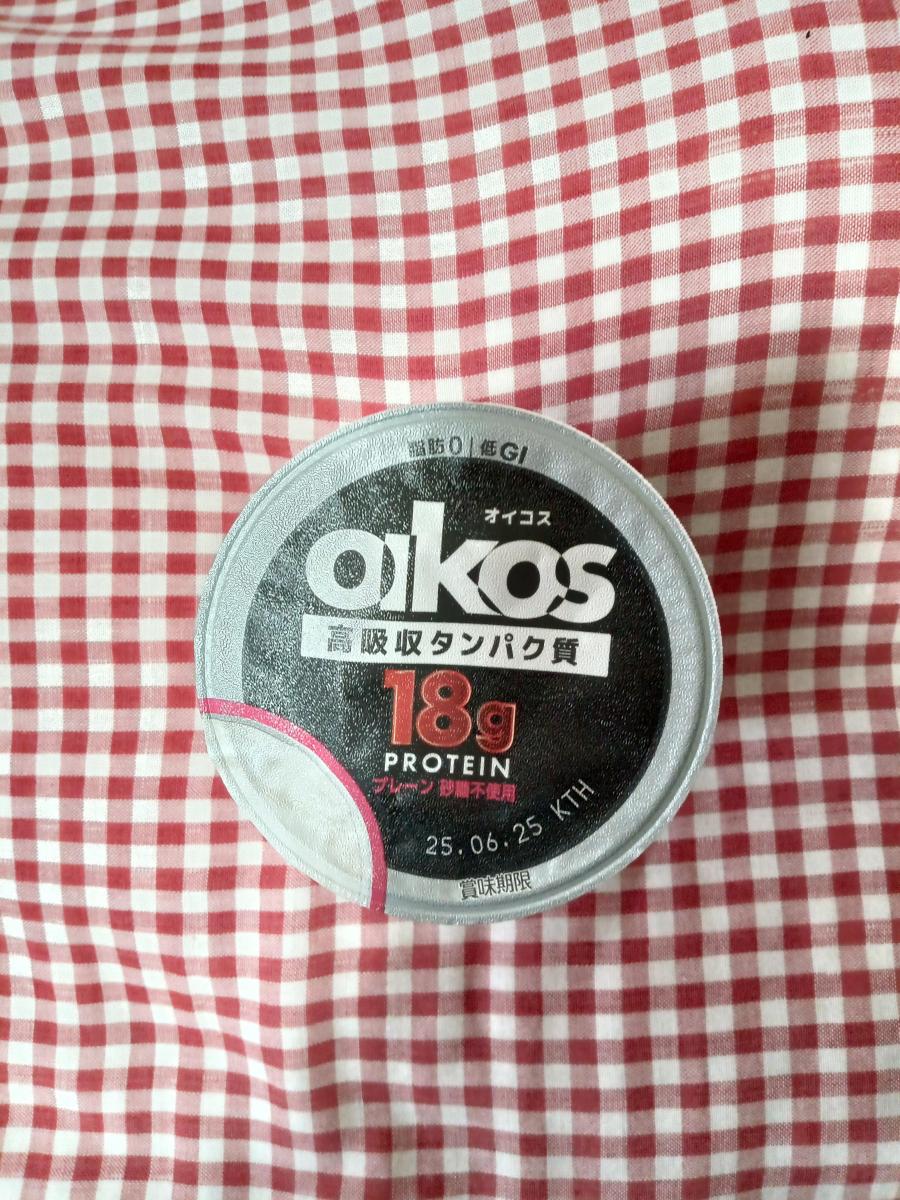 脂肪0|低GI
オイコス
oikos
高吸収タンパク質
18g
PROTEIN
プレーン 砂糖不使用
25.06.25 KTH
賞味期限